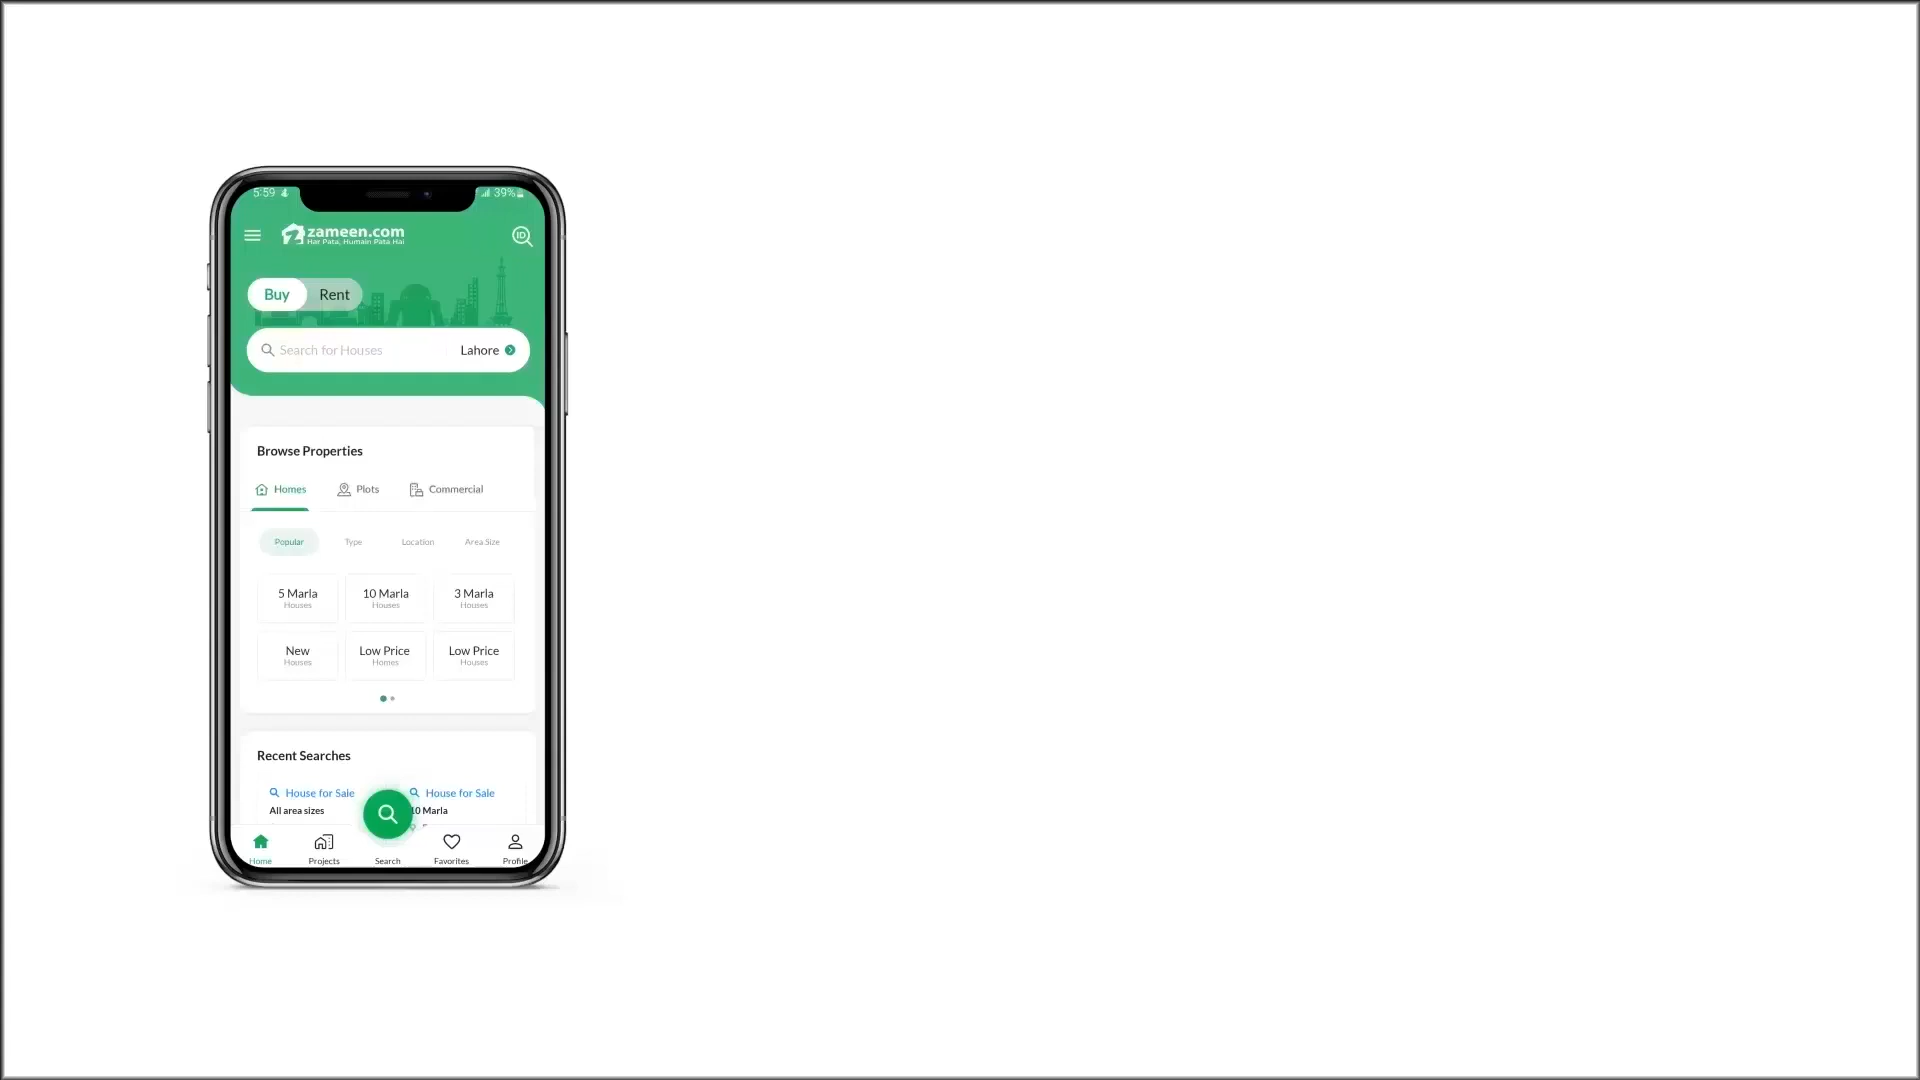 5:59
39%
zameen.com
Har Pata, Humain Pata Hai
ID
Buy Rent
Search for Houses Lahore
Browse Properties
Homes Plots Commercial
Popular Type Location Area Size
5 Marla 10 Marla 3 Marla
Houses Houses Houses
New Low Price Low Price
Houses Homes Houses
Recent Searches
House for Sale House for Sale
All area sizes 10 Marla
Home Projects Search Favorites Profile